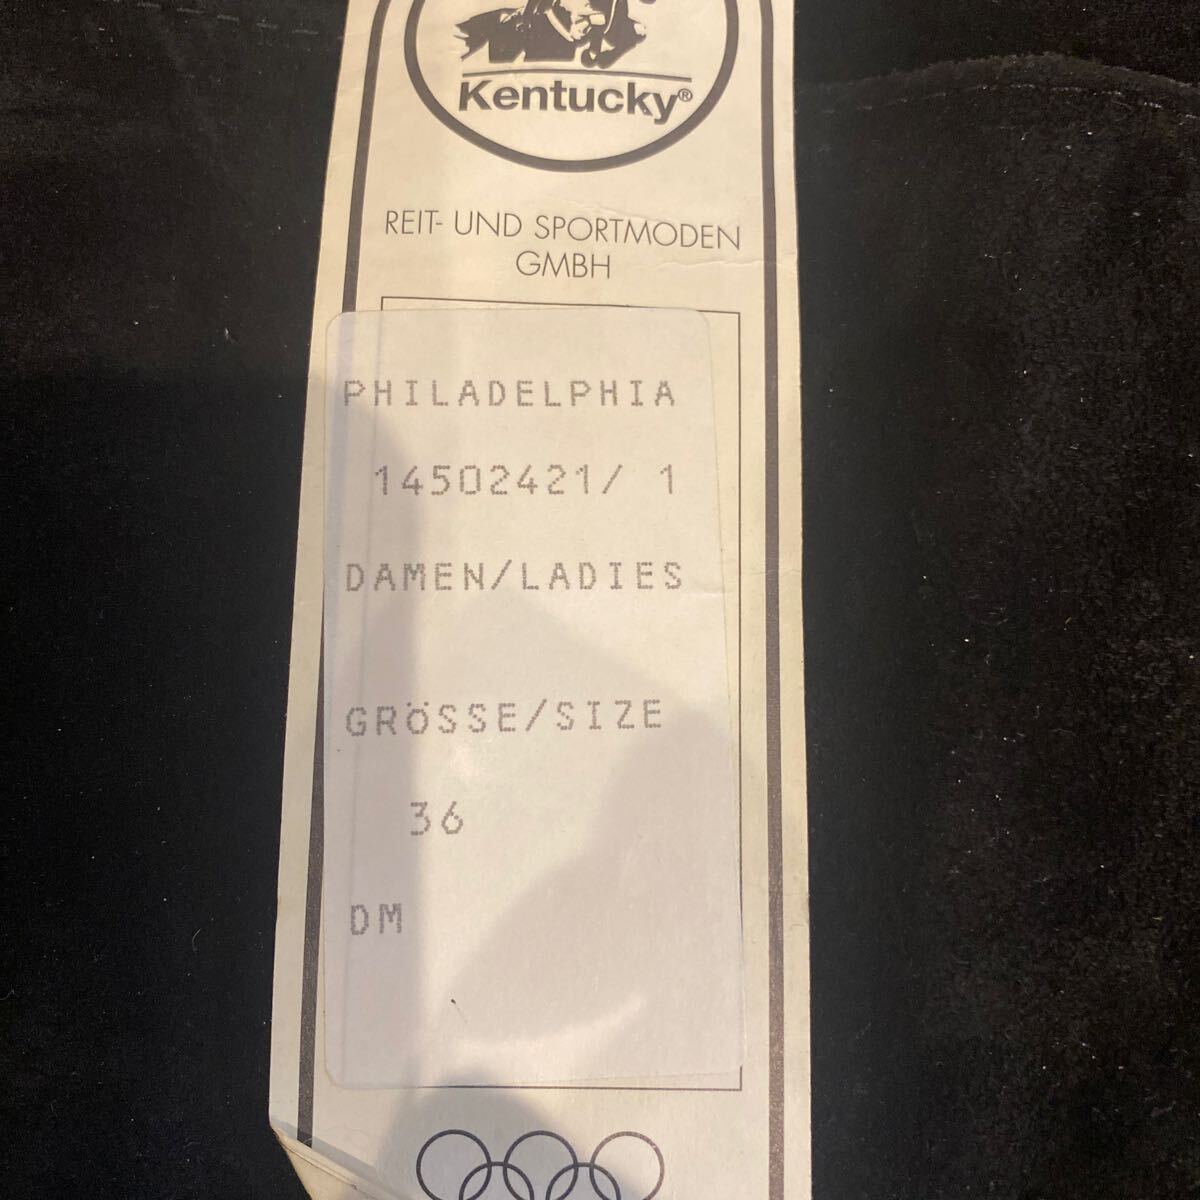 Kentucky®
REIT- UND SPORTMODEN
GMBH
PHILADELPHIA
14502421/ 1
DAMEN/LADIES
GRÖSSE/SIZE
36
DM